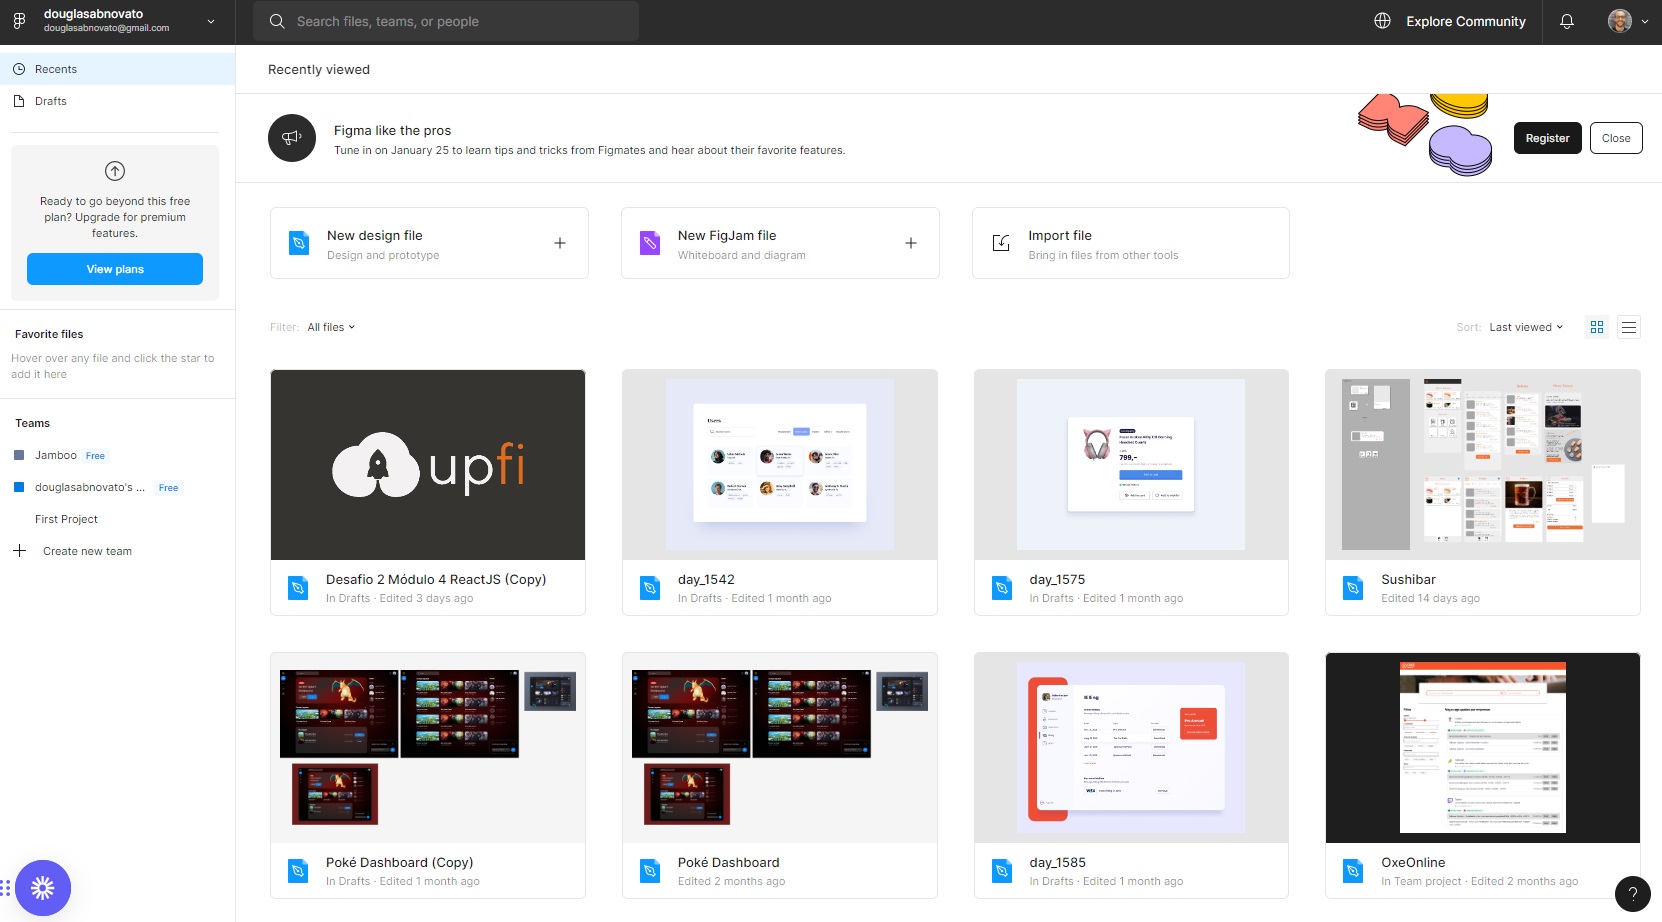 douglasabnovato
douglasabnovato@gmail.com
Search files, teams, or people
Explore Community
Recents
Drafts
Ready to go beyond this free
plan? Upgrade for premium
features.
View plans
Favorite files
Hover over any file and click the star to
add it here
Teams
Jamboo Free
douglasabnovato's ... Free
First Project
Create new team
Recently viewed
Figma like the pros
Tune in on January 25 to learn tips and tricks from Figmates and hear about their favorite features.
Register
Close
New design file
Design and prototype
New FigJam file
Whiteboard and diagram
Import file
Bring in files from other tools
Filter: All files
Sort: Last viewed
upfi
Users
799,-
Desafio 2 Módulo 4 ReactJS (Copy)
In Drafts · Edited 3 days ago
day_1542
In Drafts · Edited 1 month ago
day_1575
In Drafts · Edited 1 month ago
Sushibar
Edited 14 days ago
Billing
VISA
Poké Dashboard (Copy)
In Drafts · Edited 1 month ago
Poké Dashboard
Edited 2 months ago
day_1585
In Drafts · Edited 1 month ago
OxeOnline
In Team project · Edited 2 months ago
?